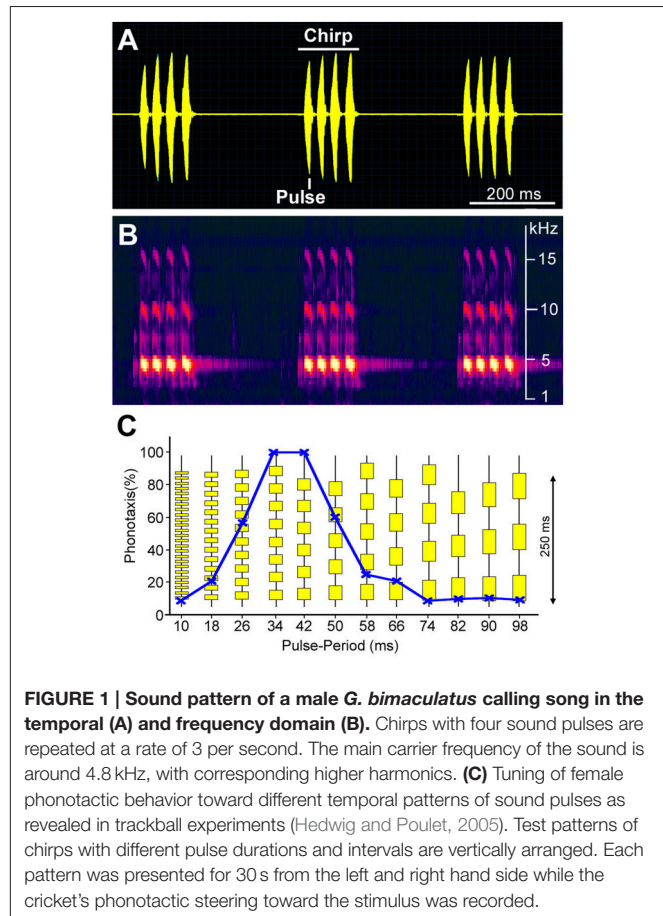 A
Chirp
Pulse
200 ms
B
kHz
15
10
5
1
C
100
80
60
40
20
0
Phonotaxis(%)
250 ms
10 18 26 34 42 50 58 66 74 82 90 98
Pulse-Period (ms)
FIGURE 1 | Sound pattern of a male G. bimaculatus calling song in the
temporal (A) and frequency domain (B). Chirps with four sound pulses are
repeated at a rate of 3 per second. The main carrier frequency of the sound is
around 4.8 kHz, with corresponding higher harmonics. (C) Tuning of female
phonotactic behavior toward different temporal patterns of sound pulses as
revealed in trackball experiments (Hedwig and Poulet, 2005). Test patterns of
chirps with different pulse durations and intervals are vertically arranged. Each
pattern was presented for 30 s from the left and right hand side while the
cricket's phonotactic steering toward the stimulus was recorded.